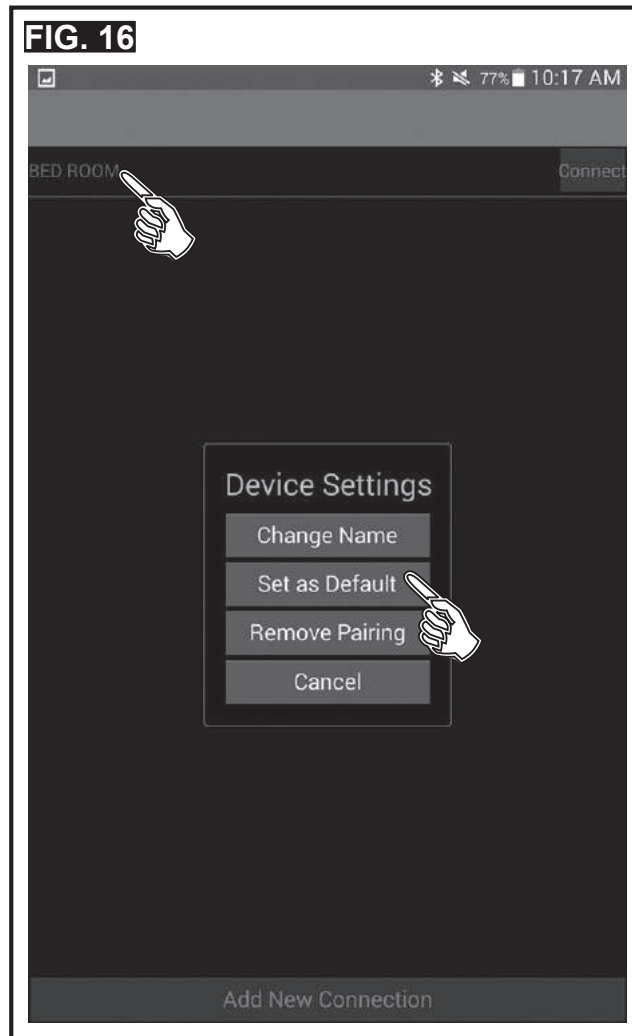 FIG. 16
77% 10:17 AM
BED ROOM Connect
Device Settings
Change Name
Set as Default
Remove Pairing
Cancel
Add New Connection